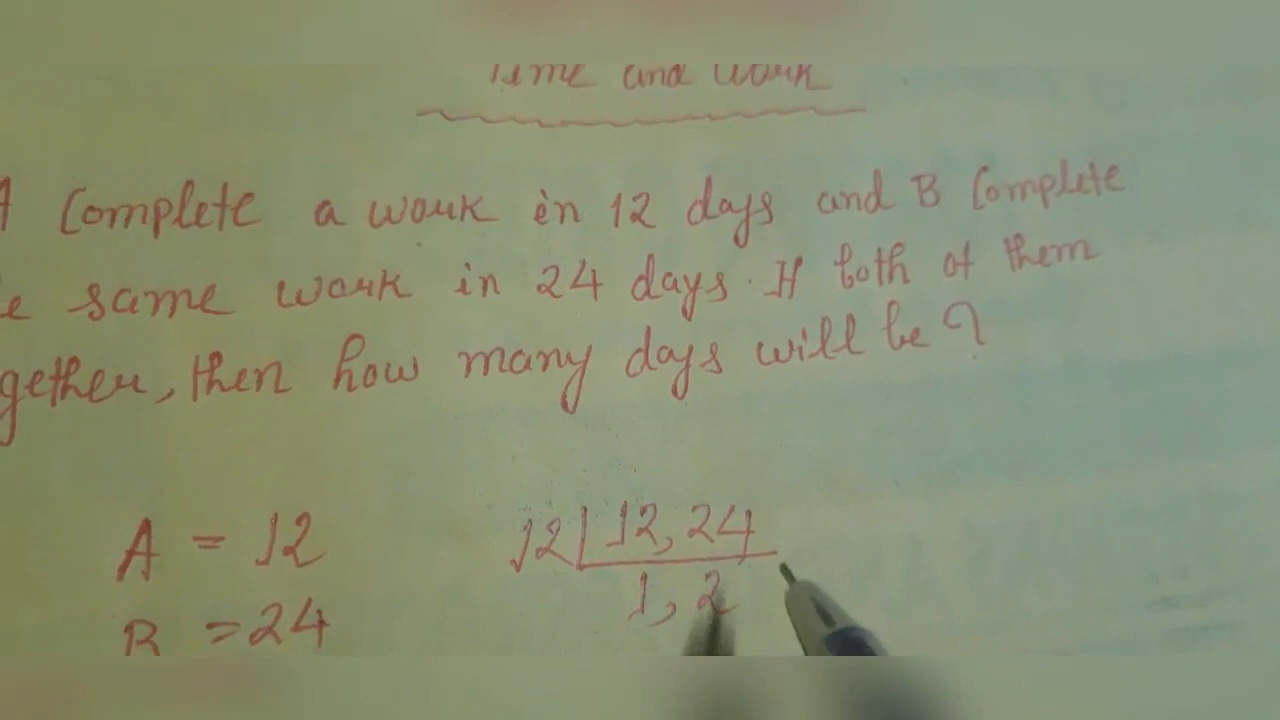 Time and work
A Complete a work in 12 days and B Complete
e same work in 24 days. If both of them
gether, then how many days will be?
A = 12
12 | 12, 24
1, 2
B = 24